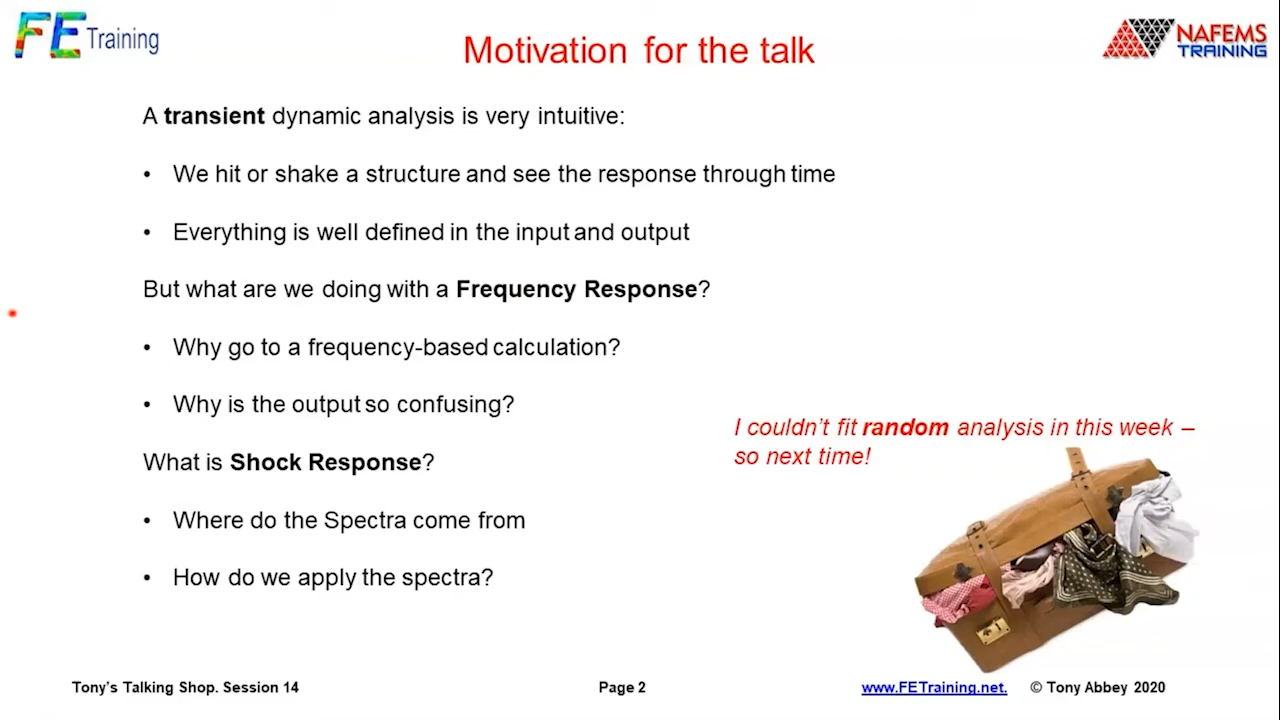 FE Training
NAFEMS
TRAINING
Motivation for the talk
A transient dynamic analysis is very intuitive:
• We hit or shake a structure and see the response through time
• Everything is well defined in the input and output
But what are we doing with a Frequency Response?
• Why go to a frequency-based calculation?
• Why is the output so confusing?
I couldn't fit random analysis in this week –
so next time!
What is Shock Response?
• Where do the Spectra come from
• How do we apply the spectra?
Tony's Talking Shop. Session 14
Page 2
www.FETraining.net.
© Tony Abbey 2020